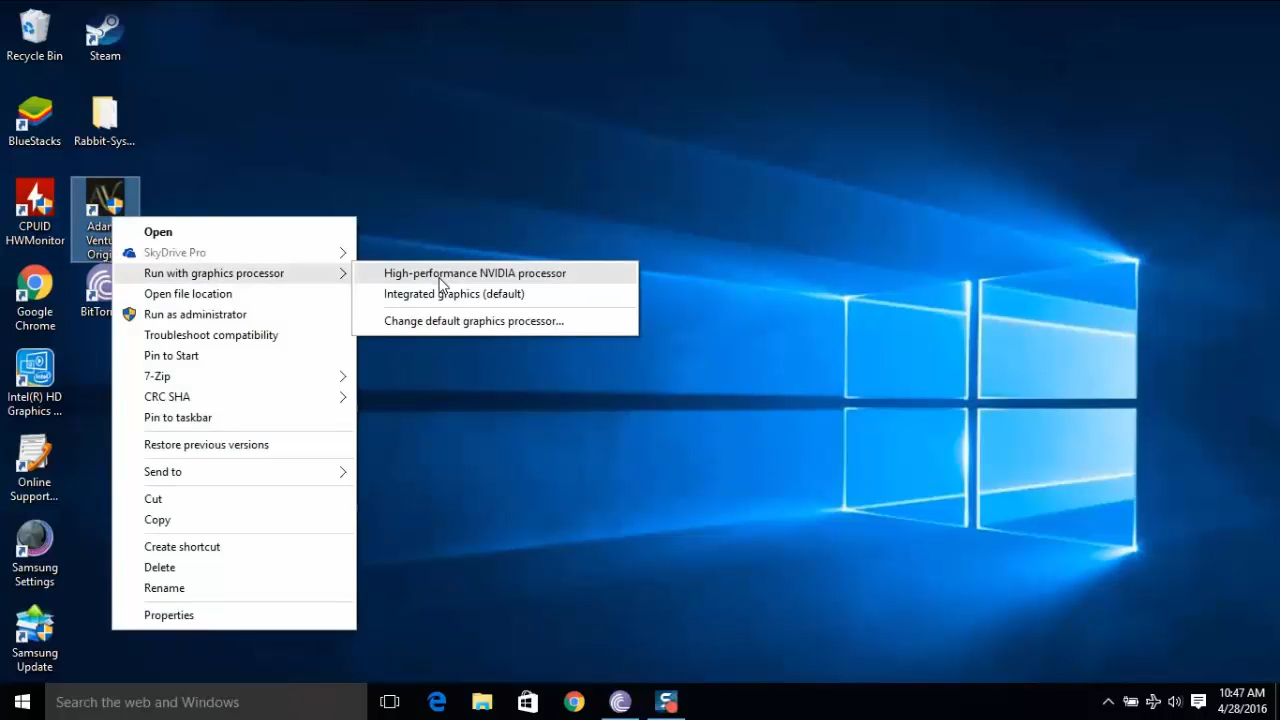 Recycle Bin
Steam
BlueStacks
Rabbit-Sys...
CPUID
HWMonitor
Adam
Ventu
Origi
Google
Chrome
BitTor
Intel(R) HD
Graphics ...
Online
Support...
Samsung
Settings
Samsung
Update
Open
SkyDrive Pro
Run with graphics processor
Open file location
Run as administrator
Troubleshoot compatibility
Pin to Start
7-Zip
CRC SHA
Pin to taskbar
Restore previous versions
Send to
Cut
Copy
Create shortcut
Delete
Rename
Properties
High-performance NVIDIA processor
Integrated graphics (default)
Change default graphics processor...
Search the web and Windows
10:47 AM
4/28/2016